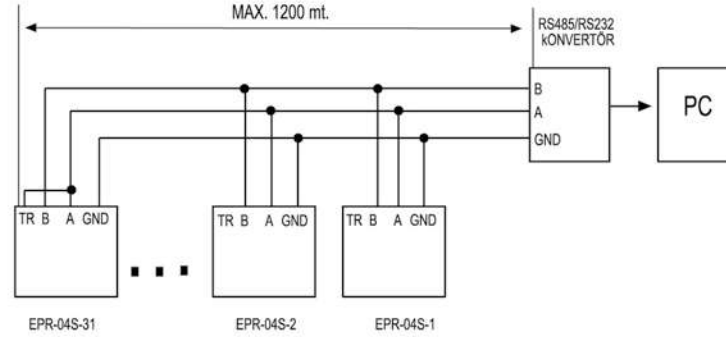 MAX. 1200 mt.
RS485/RS232
kONVERTÖR
B
A
GND
PC
TR B A GND
TR B A GND
TR B A GND
EPR-04S-31
EPR-04S-2
EPR-04S-1